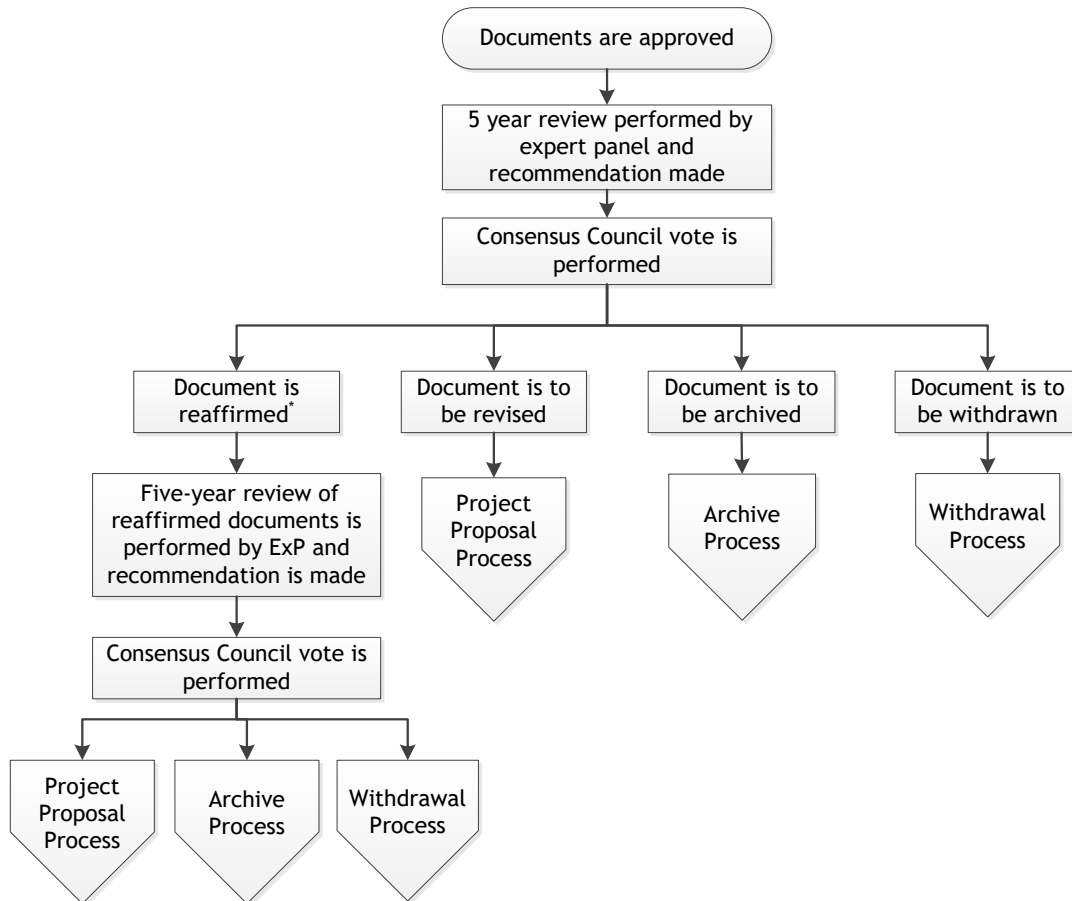 Documents are approved
5 year review performed by
expert panel and
recommendation made
Consensus Council vote is
performed
Document is
reaffirmed*
Document is to
be revised
Document is to
be archived
Document is to
be withdrawn
Five-year review of
reaffirmed documents is
performed by ExP and
recommendation is made
Project
Proposal
Process
Archive
Process
Withdrawal
Process
Consensus Council vote is
performed
Project
Proposal
Process
Archive
Process
Withdrawal
Process